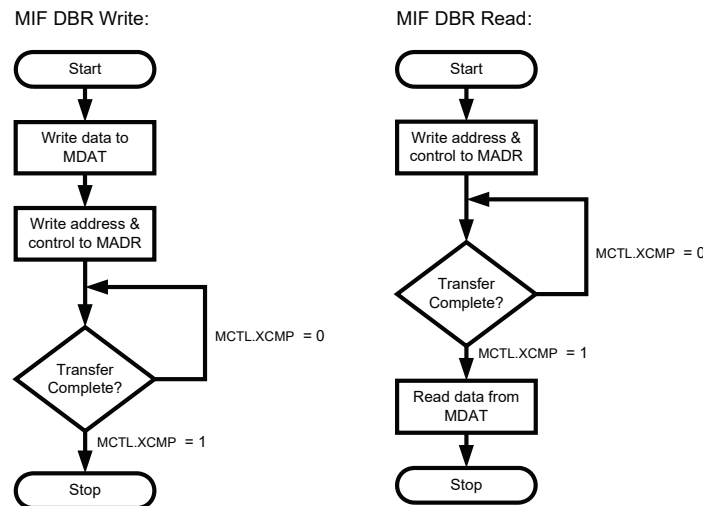 MIF DBR Write:
Start
Write data to
MDAT
Write address &
control to MADR
MCTL.XCMP = 0
Transfer
Complete?
MCTL.XCMP = 1
Stop
MIF DBR Read:
Start
Write address &
control to MADR
MCTL.XCMP = 0
Transfer
Complete?
MCTL.XCMP = 1
Read data from
MDAT
Stop